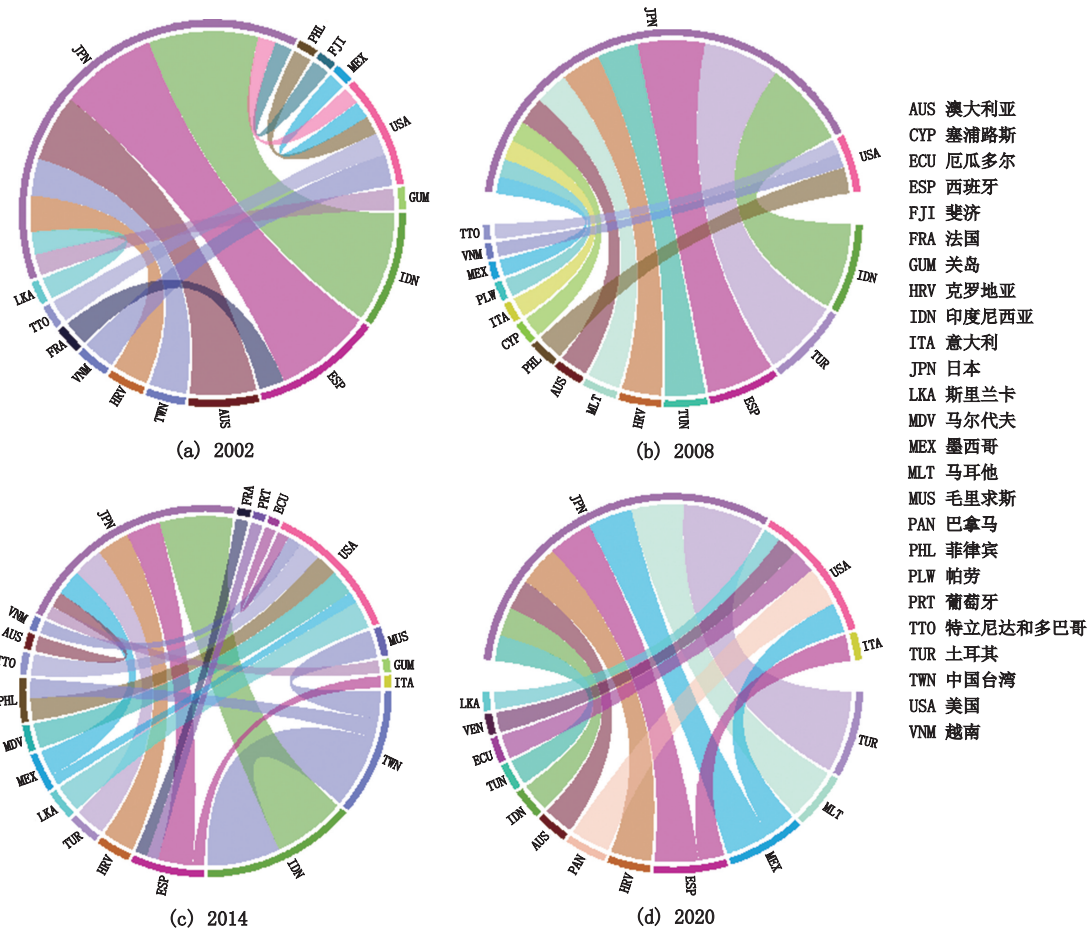 JPN
PHL
FJI
MEX
USA
GUM
IDN
ESP
AUS
TWN
HRV
VNM
FRA
TTO
LKA
(a) 2002
JPN
USA
IDN
TUR
ESP
TUN
HRV
MLT
AUS
PHL
CYP
ITA
PLW
MEX
VNM
TTO
(b) 2008
JPN
FRA
PRT
ECU
USA
MUS
GUM
ITA
TWN
IDN
ESP
HRV
TUR
LKA
MEX
MDV
PHL
TTO
AUS
VNM
(c) 2014
JPN
USA
ITA
TUR
MLT
MEX
ESP
HRV
PAN
AUS
IDN
TUN
ECU
VEN
LKA
(d) 2020
AUS 澳大利亚
CYP 塞浦路斯
ECU 厄瓜多尔
ESP 西班牙
FJI 斐济
FRA 法国
GUM 关岛
HRV 克罗地亚
IDN 印度尼西亚
ITA 意大利
JPN 日本
LKA 斯里兰卡
MDV 马尔代夫
MEX 墨西哥
MLT 马耳他
MUS 毛里求斯
PAN 巴拿马
PHL 菲律宾
PLW 帕劳
PRT 葡萄牙
TTO 特立尼达和多巴哥
TUR 土耳其
TWN 中国台湾
USA 美国
VNM 越南